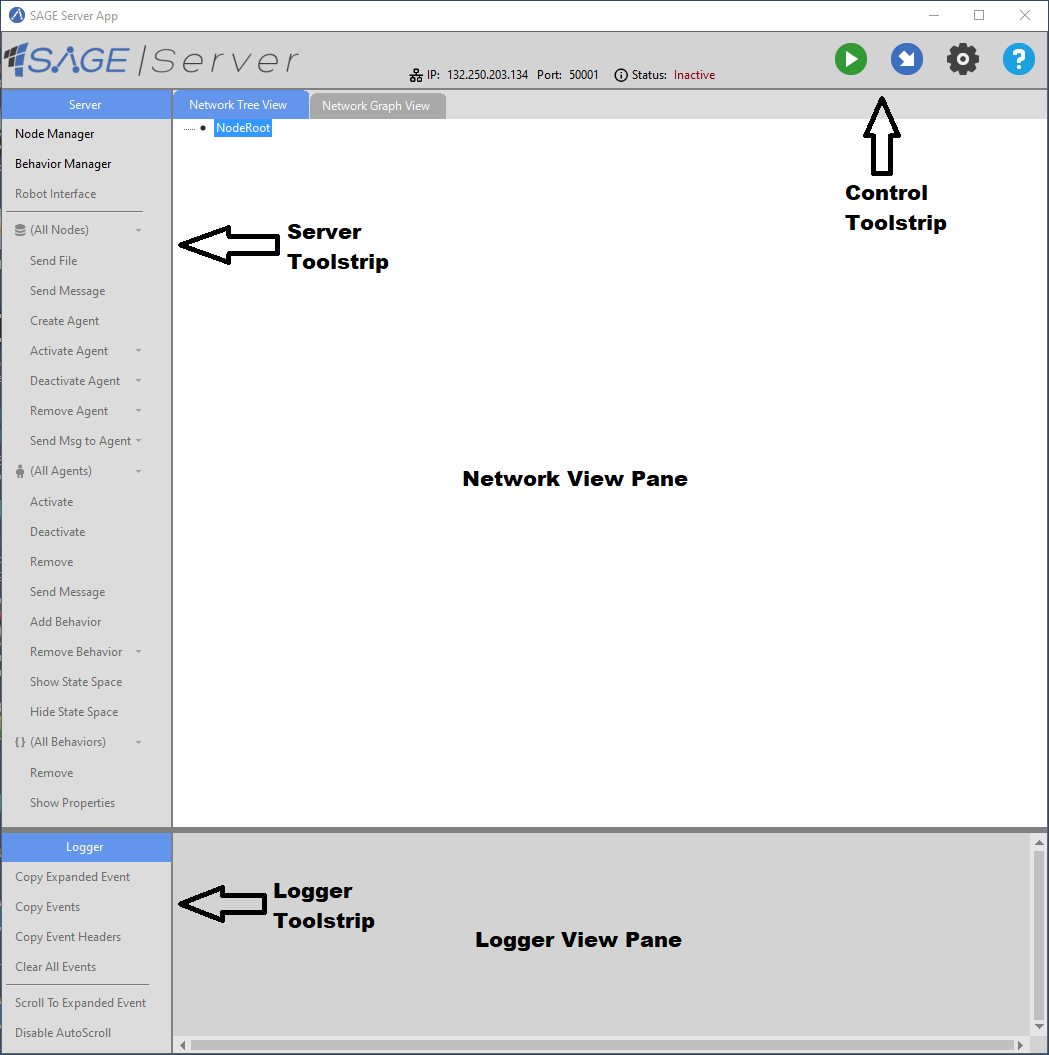 SAGE Server App
SAGE|Server
IP: 132.250.203.134 Port: 50001 Status: Inactive
?
Server
Network Tree View
Network Graph View
Node Manager
Behavior Manager
Robot Interface
(All Nodes)
Send File
Send Message
Create Agent
Activate Agent
Deactivate Agent
Remove Agent
Send Msg to Agent
(All Agents)
Activate
Deactivate
Remove
Send Message
Add Behavior
Remove Behavior
Show State Space
Hide State Space
{} (All Behaviors)
Remove
Show Properties
NodeRoot
Control
Toolstrip
Server
Toolstrip
Network View Pane
Logger
Copy Expanded Event
Copy Events
Copy Event Headers
Clear All Events
Scroll To Expanded Event
Disable AutoScroll
Logger
Toolstrip
Logger View Pane